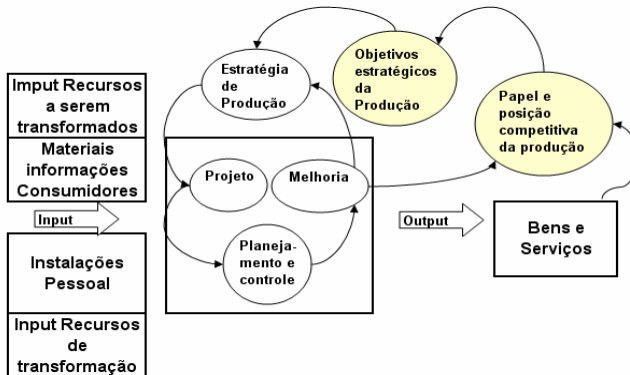 Imput Recursos
a serem
transformados
Materiais
informações
Consumidores
Input
Instalações
Pessoal
Input Recursos
de
transformação
Estratégia
de
Produção
Objetivos
estratégicos
da
Produção
Papel e
posição
competitiva
da produção
Projeto
Melhoria
Planeja-
mento e
controle
Output
Bens e
Serviços